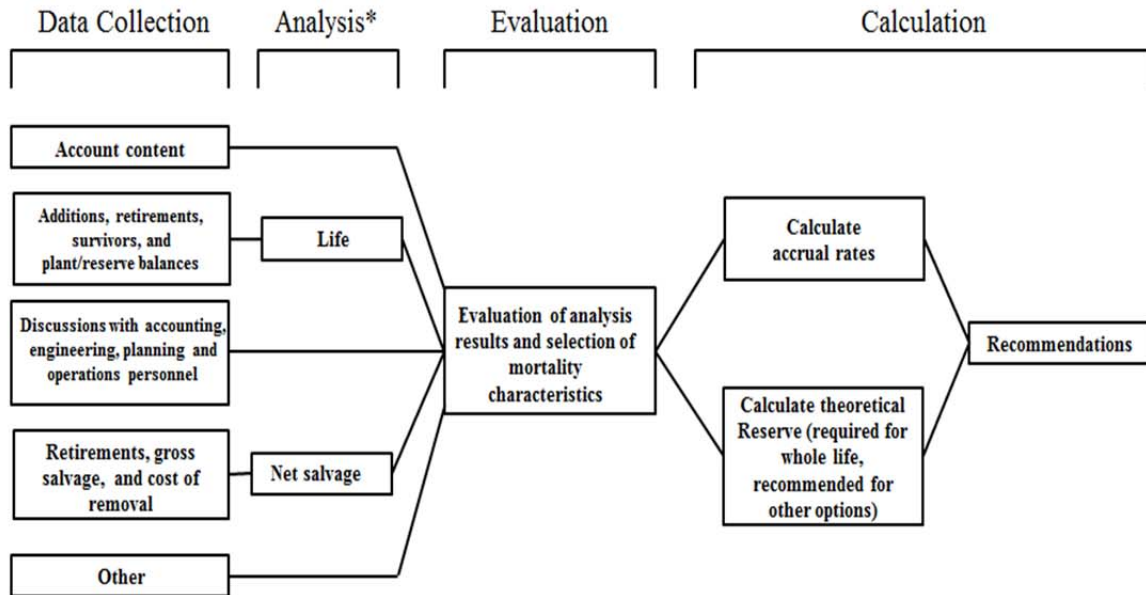 Data Collection
Analysis*
Evaluation
Calculation
Account content
Additions, retirements,
survivors, and
plant/reserve balances
Life
Discussions with accounting,
engineering, planning and
operations personnel
Retirements, gross
salvage, and cost of
removal
Net salvage
Other
Evaluation of analysis
results and selection of
mortality
characteristics
Calculate
accrual rates
Calculate theoretical
Reserve (required for
whole life,
recommended for
other options)
Recommendations